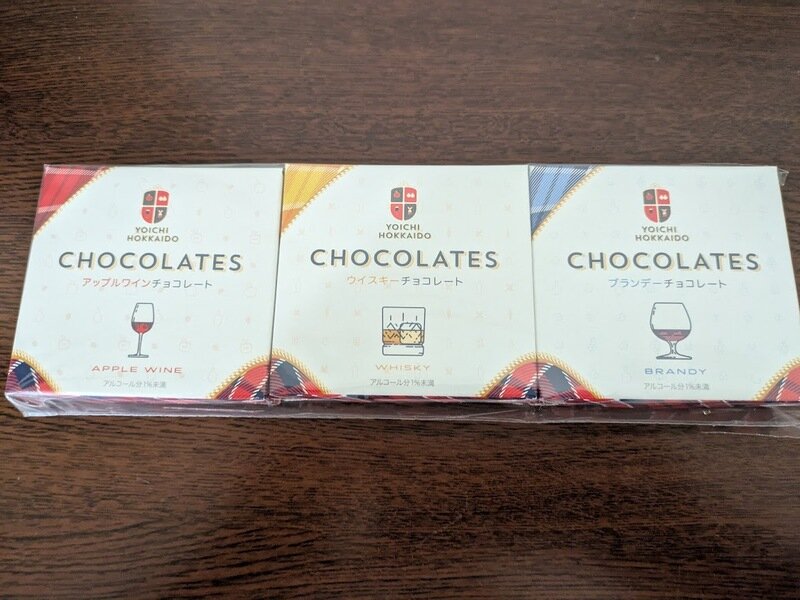 YOICHI
HOKKAIDO
CHOCOLATES
アップルワインチョコレート
APPLE WINE
アルコール分1%未満
YOICHI
HOKKAIDO
CHOCOLATES
ウイスキーチョコレート
WHISKY
アルコール分1%未満
YOICHI
HOKKAIDO
CHOCOLATES
ブランデーチョコレート
BRANDY
アルコール分1%未満